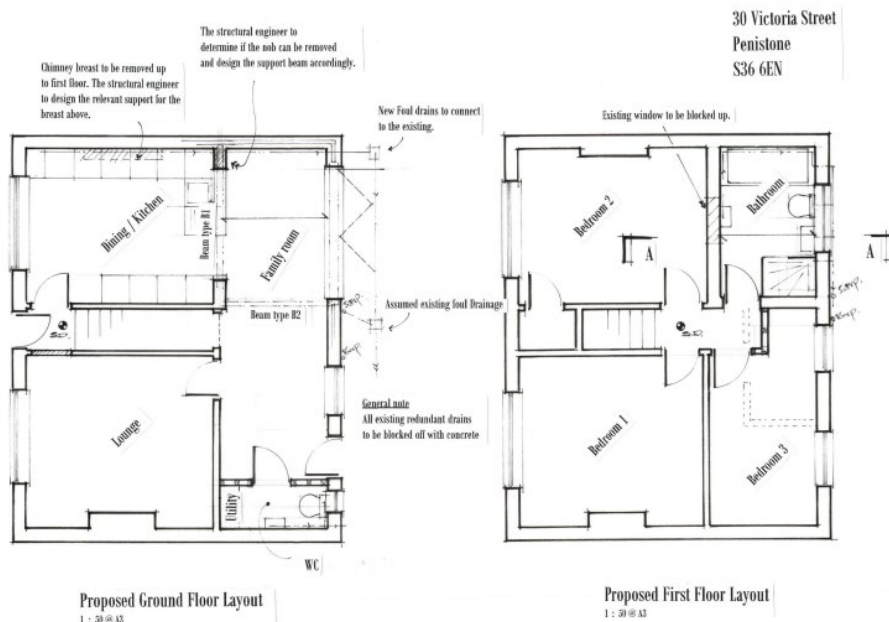 30 Victoria Street
Penistone
S36 6EN
The structural engineer to
determine if the nob can be removed
and design the support beam accordingly.
Chimney breast to be removed up
to first floor. The structural engineer
to design the relevant support for the
breast above.
New Foul drains to connect
to the existing.
Existing window to be blocked up.
Dining / Kitchen
Beam type B1
Family room
Beam type B2
Assumed existing foul Drainage
S.D.
Lounge
General note
All existing redundant drains
to be blocked off with concrete
Utility
WC
Bedroom 2
Bathroom
A
A
S.D.
Bedroom 1
Bedroom 3
Proposed Ground Floor Layout
1 : 50 @ A3
Proposed First Floor Layout
1 : 50 @ A3